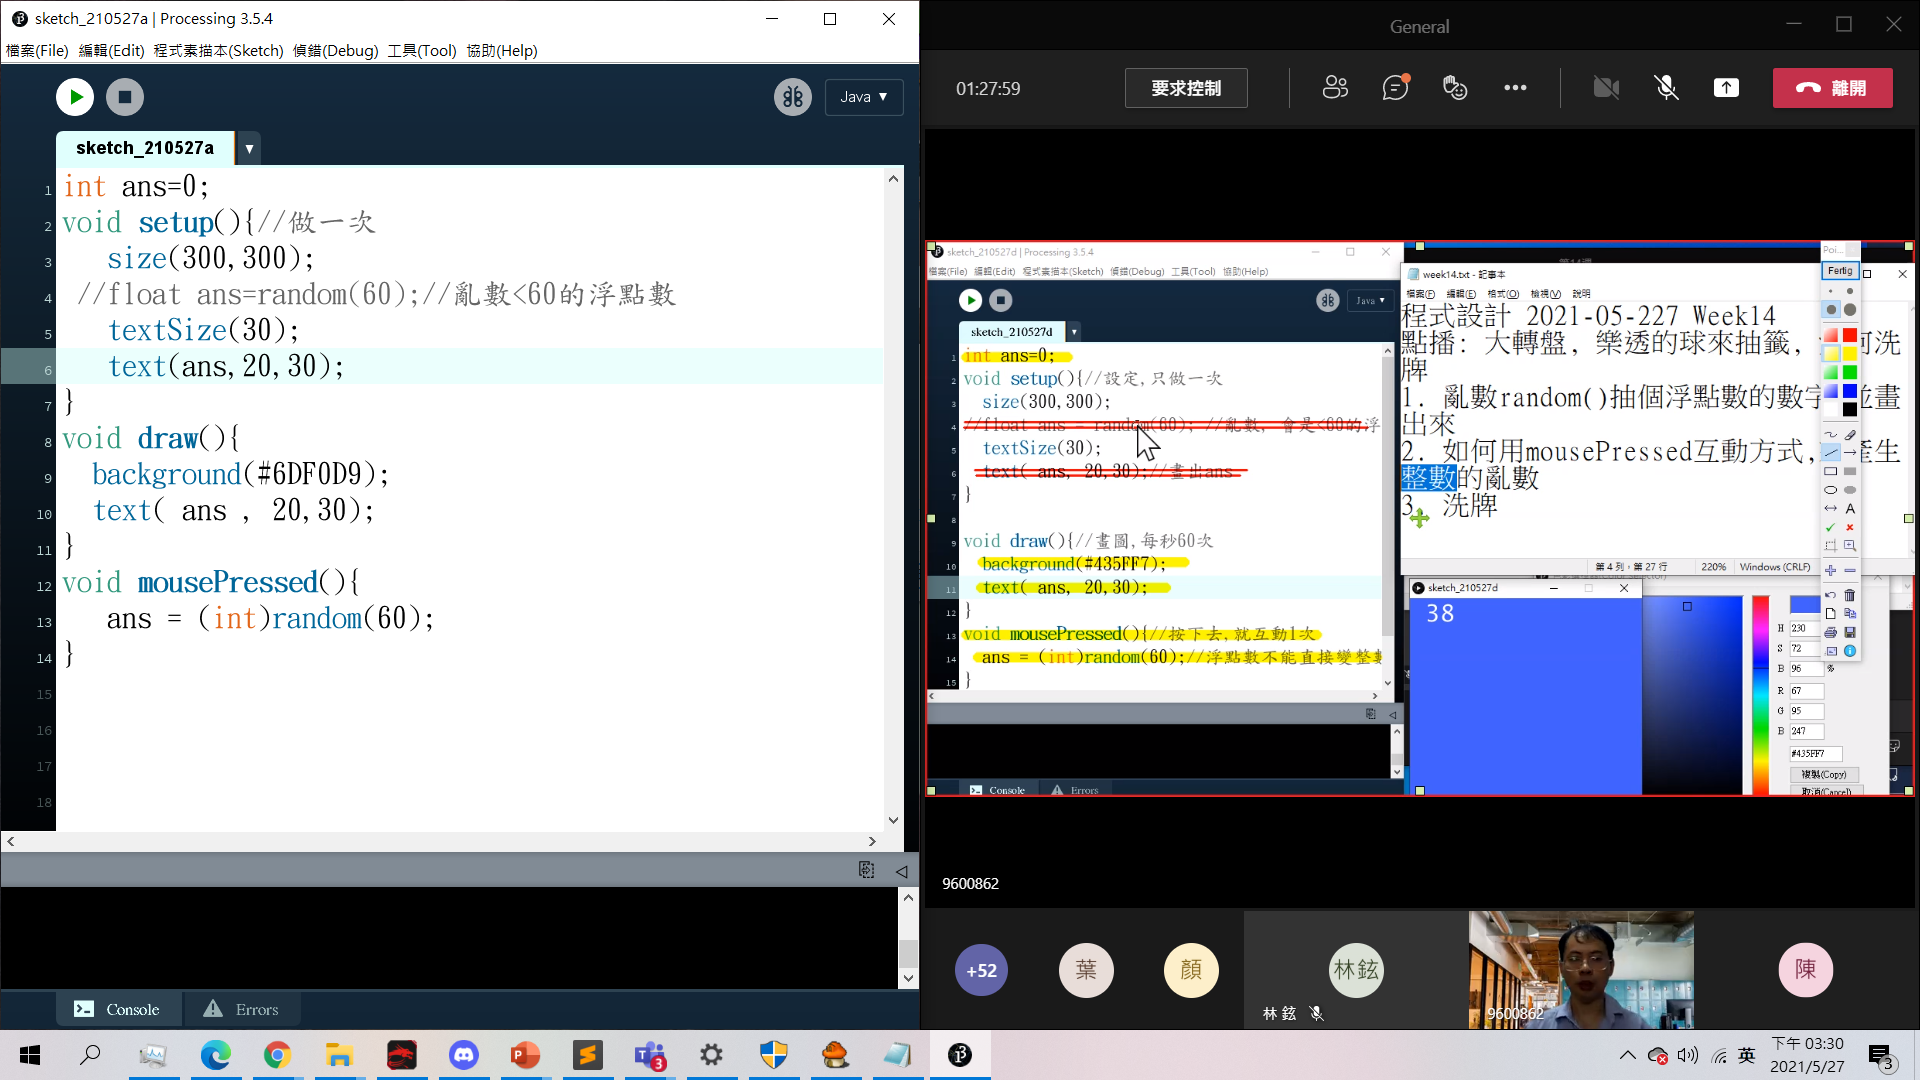 sketch_210527a | Processing 3.5.4
檔案(File) 編輯(Edit) 程式素描本(Sketch) 偵錯(Debug) 工具(Tool) 協助(Help)
Java ▼
sketch_210527a ▼
1 int ans=0;
2 void setup(){//做一次
3 size(300,300);
4 //float ans=random(60);//亂數<60的浮點數
5 textSize(30);
6 text(ans,20,30);
7 }
8 void draw(){
9 background(#6DF0D9);
10 text( ans , 20,30);
11 }
12 void mousePressed(){
13 ans = (int)random(60);
14 }
15
16
17
18
Console Errors
General
01:27:59 要求控制 離開
sketch_210527d | Processing 3.5.4
檔案(File) 編輯(Edit) 程式素描本(Sketch) 偵錯(Debug) 工具(Tool) 協助(Help)
Java ▼
sketch_210527d ▼
1 int ans=0;
2 void setup(){//設定,只做一次
3 size(300,300);
4 //float ans = random(60); //亂數, 會是<60的浮
5 textSize(30);
6 text( ans, 20,30);//畫出ans
7 }
8
9 void draw(){//畫圖,每秒60次
10 background(#435FF7);
11 text( ans, 20,30);
12 }
13 void mousePressed(){//按下去,就互動1次
14 ans = (int)random(60);//浮點數不能直接變整數
15 }
Console Errors
week14.txt - 記事本
檔案(F) 編輯(E) 格式(O) 檢視(V) 說明
程式設計 2021-05-227 Week14
點播: 大轉盤, 樂透的球來抽籤, 何洗
牌
1. 亂數random()抽個浮點數的數字 並畫
出來
2. 如何用mousePressed互動方式, 產生
整數的亂數
3. 洗牌
第 4 列，第 27 行 220% Windows (CRLF)
Poi...
Fertig
A
sketch_210527d
38
H 230
S 72
B 96 %
R 67
G 95
B 247
#435FF7
複製(Copy)
取消(Cancel)
9600862
+52 葉 顏 林鉉 陳
林 鉉
9600862
3
英
下午 03:30
2021/5/27
3